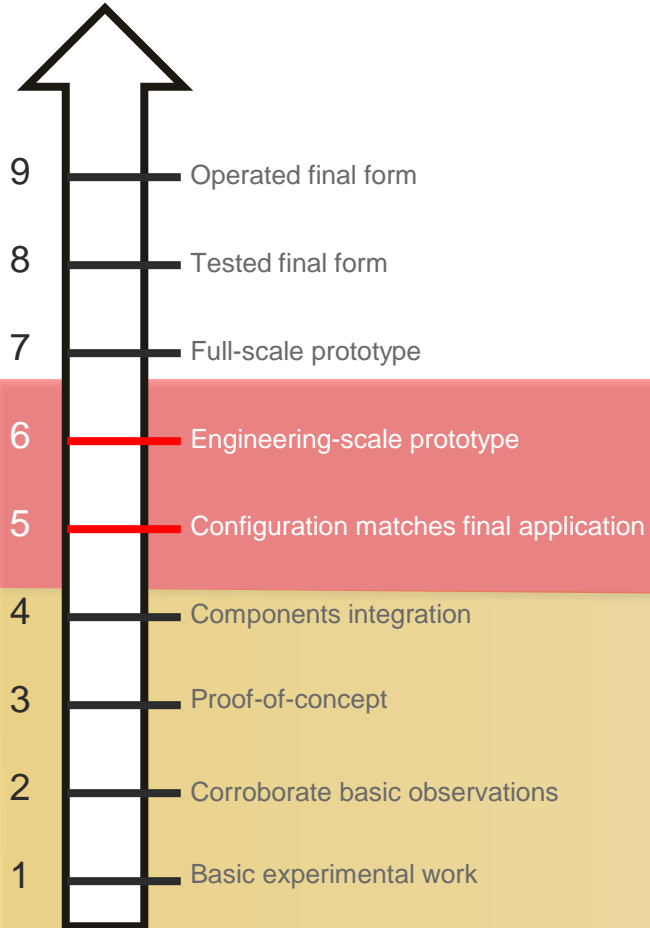 9 Operated final form
8 Tested final form
7 Full-scale prototype
6 Engineering-scale prototype
5 Configuration matches final application
4 Components integration
3 Proof-of-concept
2 Corroborate basic observations
1 Basic experimental work